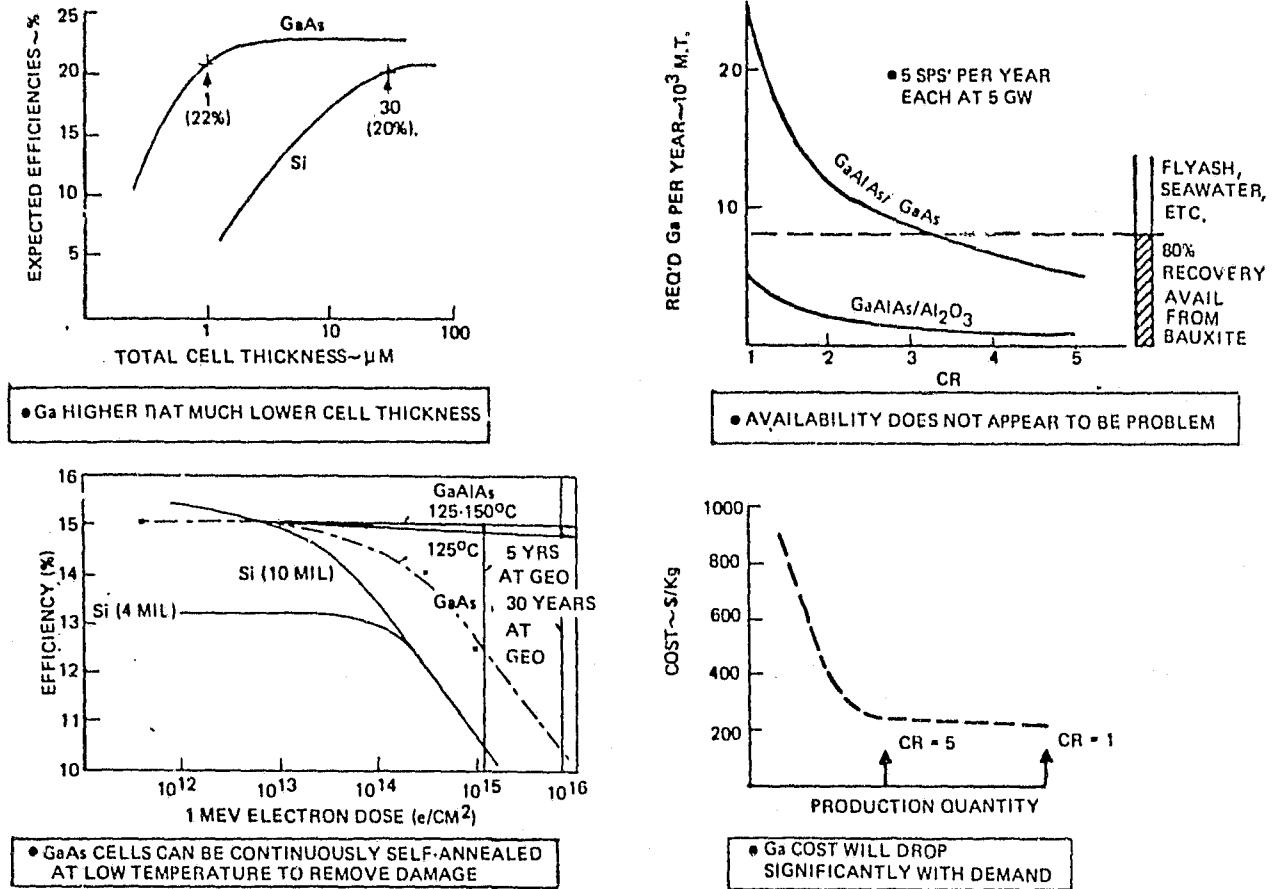 EXPECTED EFFICIENCIES~%
25
20
15
10
5
GaAs
1
(22%)
30
(20%).
Si
1
10
100
TOTAL CELL THICKNESS~μM
• Ga HIGHER η AT MUCH LOWER CELL THICKNESS
REQ'D Ga PER YEAR~10³ M.T.
20
10
• 5 SPS' PER YEAR
EACH AT 5 GW
GaAlAs/ GaAs
GaAlAs/Al₂O₃
FLYASH,
SEAWATER,
ETC.
80%
RECOVERY
AVAIL
FROM
BAUXITE
1
2
3
4
5
CR
• AVAILABILITY DOES NOT APPEAR TO BE PROBLEM
EFFICIENCY (%)
16
15
14
13
12
11
10
GaAlAs
125-150°C
125°C
Si (10 MIL)
Si (4 MIL)
GaAs
5 YRS
AT GEO
30 YEARS
AT
GEO
10¹²
10¹³
10¹⁴
10¹⁵
10¹⁶
1 MEV ELECTRON DOSE (e/CM²)
• GaAs CELLS CAN BE CONTINUOUSLY SELF-ANNEALED
AT LOW TEMPERATURE TO REMOVE DAMAGE
COST~$/Kg
1000
800
600
400
200
CR = 5
CR = 1
PRODUCTION QUANTITY
• Ga COST WILL DROP
SIGNIFICANTLY WITH DEMAND